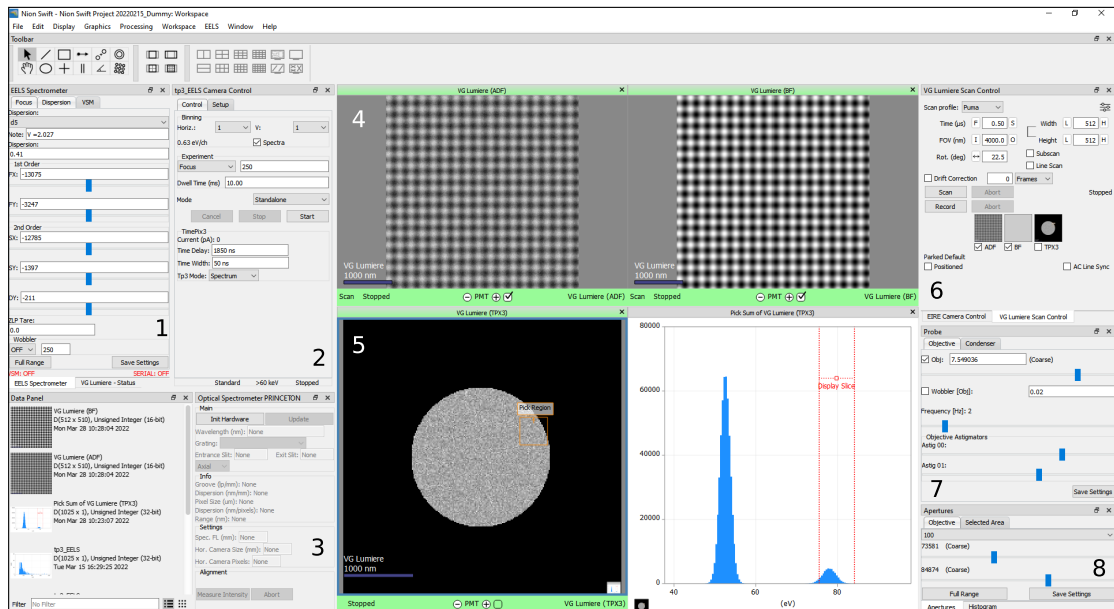 Nion Swift - Nion Swift Project 20220215_Dummy: Workspace
File Edit Display Graphics Processing Workspace EELS Window Help
Toolbar
EELS Spectrometer
Focus Dispersion VSM
Dispersion:
d5
Note: V =2.027
Dispersion:
0.41
1st Order
FX: -13075
FY: -3247
2nd Order
SX: -12785
SY: -1397
DY: -211
ZLP Tare:
0.0
Wobbler
OFF 250
Full Range Save Settings
VSM: OFF SERIAL: OFF
EELS Spectrometer VG Lumiere - Status
1
tp3_EELS Camera Control
Control Setup
Binning
Horiz.: 1 V: 1
0.63 eV/ch Spectra
Experiment
Focus 250
Dwell Time (ms) 10.00
Mode Standalone
Cancel Stop Start
TimePix3
Current (pA): 0
Time Delay: 1850 ns
Time Width: 50 ns
Tp3 Mode: Spectrum
2
Standard >60 keV Stopped
Data Panel
VG Lumiere (BF)
D(512 x 510), Unsigned Integer (16-bit)
Mon Mar 28 10:28:04 2022
VG Lumiere (ADF)
D(512 x 510), Unsigned Integer (16-bit)
Mon Mar 28 10:28:04 2022
Pick Sum of VG Lumiere (TPX3)
D(1025 x 1), Unsigned Integer (32-bit)
Mon Mar 28 10:23:07 2022
tp3_EELS
D(1025 x 1), Unsigned Integer (32-bit)
Tue Mar 15 16:29:25 2022
Filter No Filter
Optical Spectrometer PRINCETON
Main
Init Hardware Update
Wavelength (nm): None
Grating:
Entrance Slit: None Exit Slit: None
Axial
Info
Groove (lp/mm): None
Dispersion (nm/mm): None
Pixel Size (um): None
Dispersion (nm/pixels): None
Range (nm): None
Settings
Spec. FL (mm): None
Hor. Camera Size (mm): None
Hor. Camera Pixels: None
3
Alignment
Measure Intensity Abort
VG Lumiere (ADF)
4
VG Lumiere
1000 nm
Scan Stopped PMT VG Lumiere (ADF)
VG Lumiere (BF)
VG Lumiere
1000 nm
Scan Stopped PMT VG Lumiere (BF)
VG Lumiere (TPX3)
5
Pick Region
VG Lumiere
1000 nm
Stopped PMT VG Lumiere (TPX3)
Pick Sum of VG Lumiere (TPX3)
80000
60000
40000
20000
0
Display Slice
0 20 40 60 80
(eV)
VG Lumiere Scan Control
Scan profile: Puma
Time (µs) F 0.50 S Width L 512 H
FOV (nm) I 4000.0 O Height L 512 H
Rot. (deg) 22.5 Subscan
Line Scan
Drift Correction 0 Frames
Scan Abort Stopped
Record Abort
ADF BF TPX3
Parked Default
Positioned AC Line Sync
6
EIRE Camera Control VG Lumiere Scan Control
Probe
Objective Condenser
Obj: 7.549036 (Coarse)
Wobbler [Obj]: 0.02
Frequency [Hz]: 2
Objective Astigmators
Astig 00:
Astig 01:
7
Save Settings
Apertures
Objective Selected Area
100
73581 (Coarse)
84874 (Coarse)
8
Full Range Save Settings
Apertures Histogram